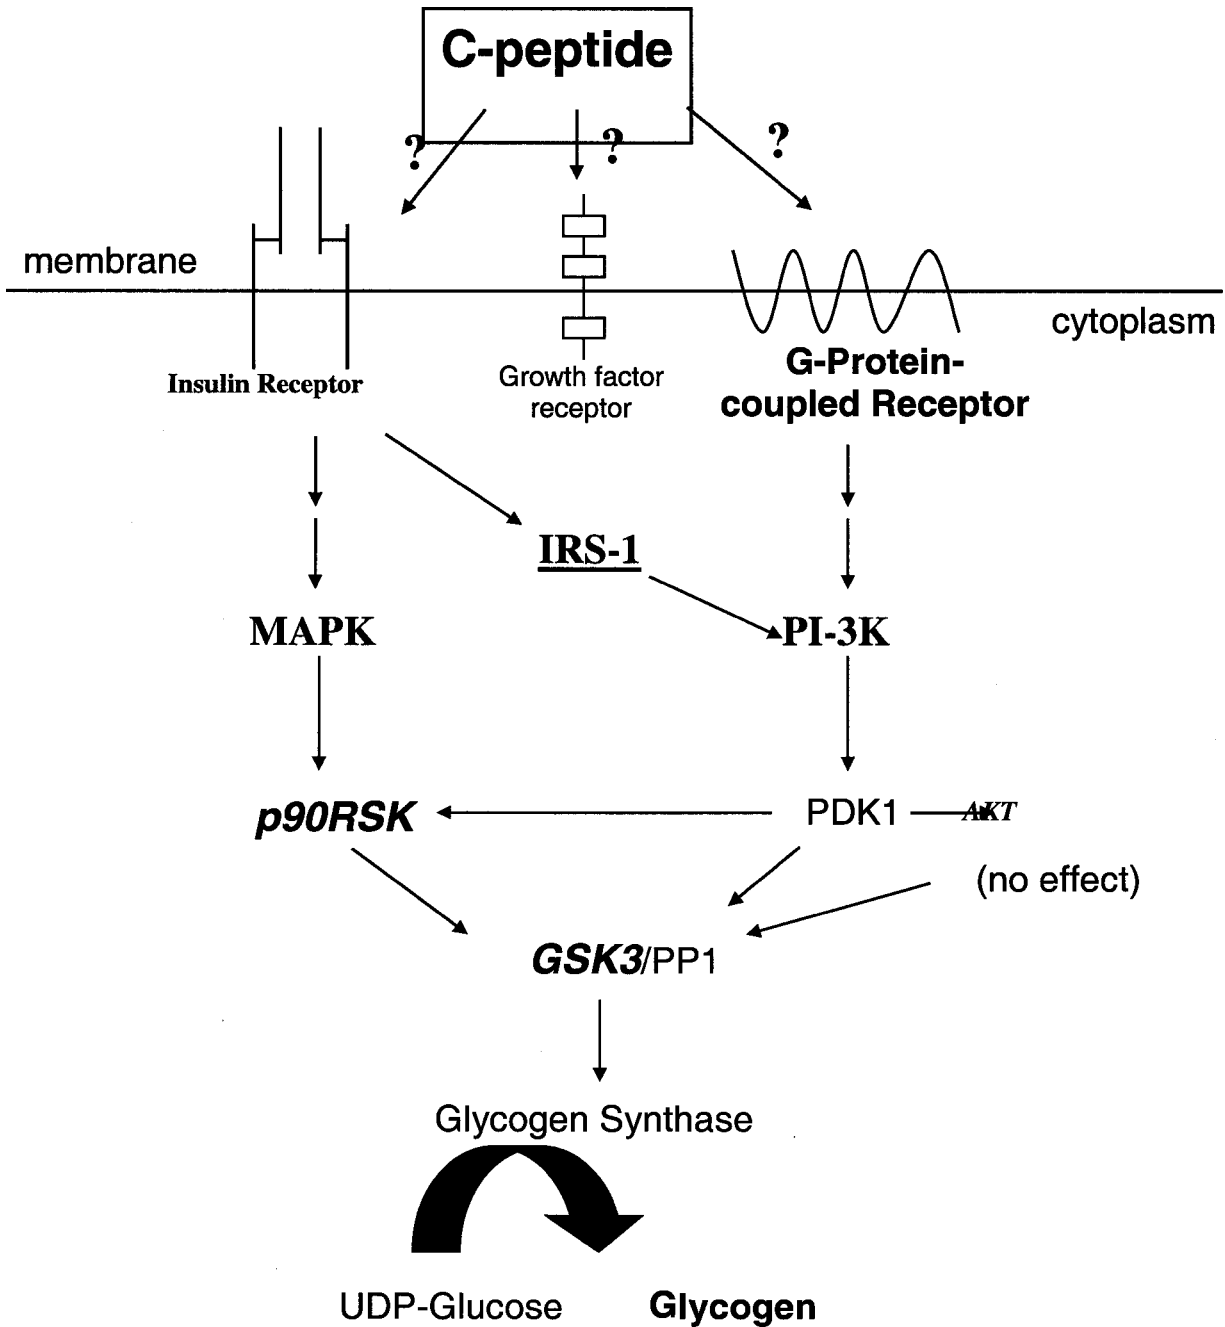 C-peptide
? ? ?
membrane
cytoplasm
Insulin Receptor
Growth factor
receptor
G-Protein-
coupled Receptor
IRS-1
MAPK
PI-3K
p90RSK
PDK1
AKT
(no effect)
GSK3/PP1
Glycogen Synthase
UDP-Glucose
Glycogen